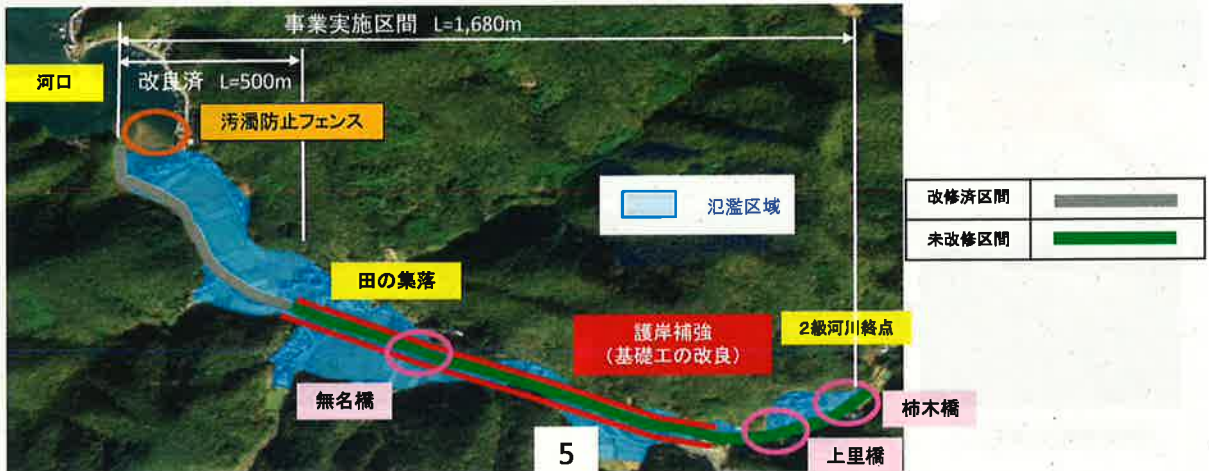 事業実施区間 L=1,680m
改良済 L=500m
河口
汚濁防止フェンス
氾濫区域
改修済区間
未改修区間
田の集落
護岸補強
(基礎工の改良)
2級河川終点
無名橋
柿木橋
上里橋
5